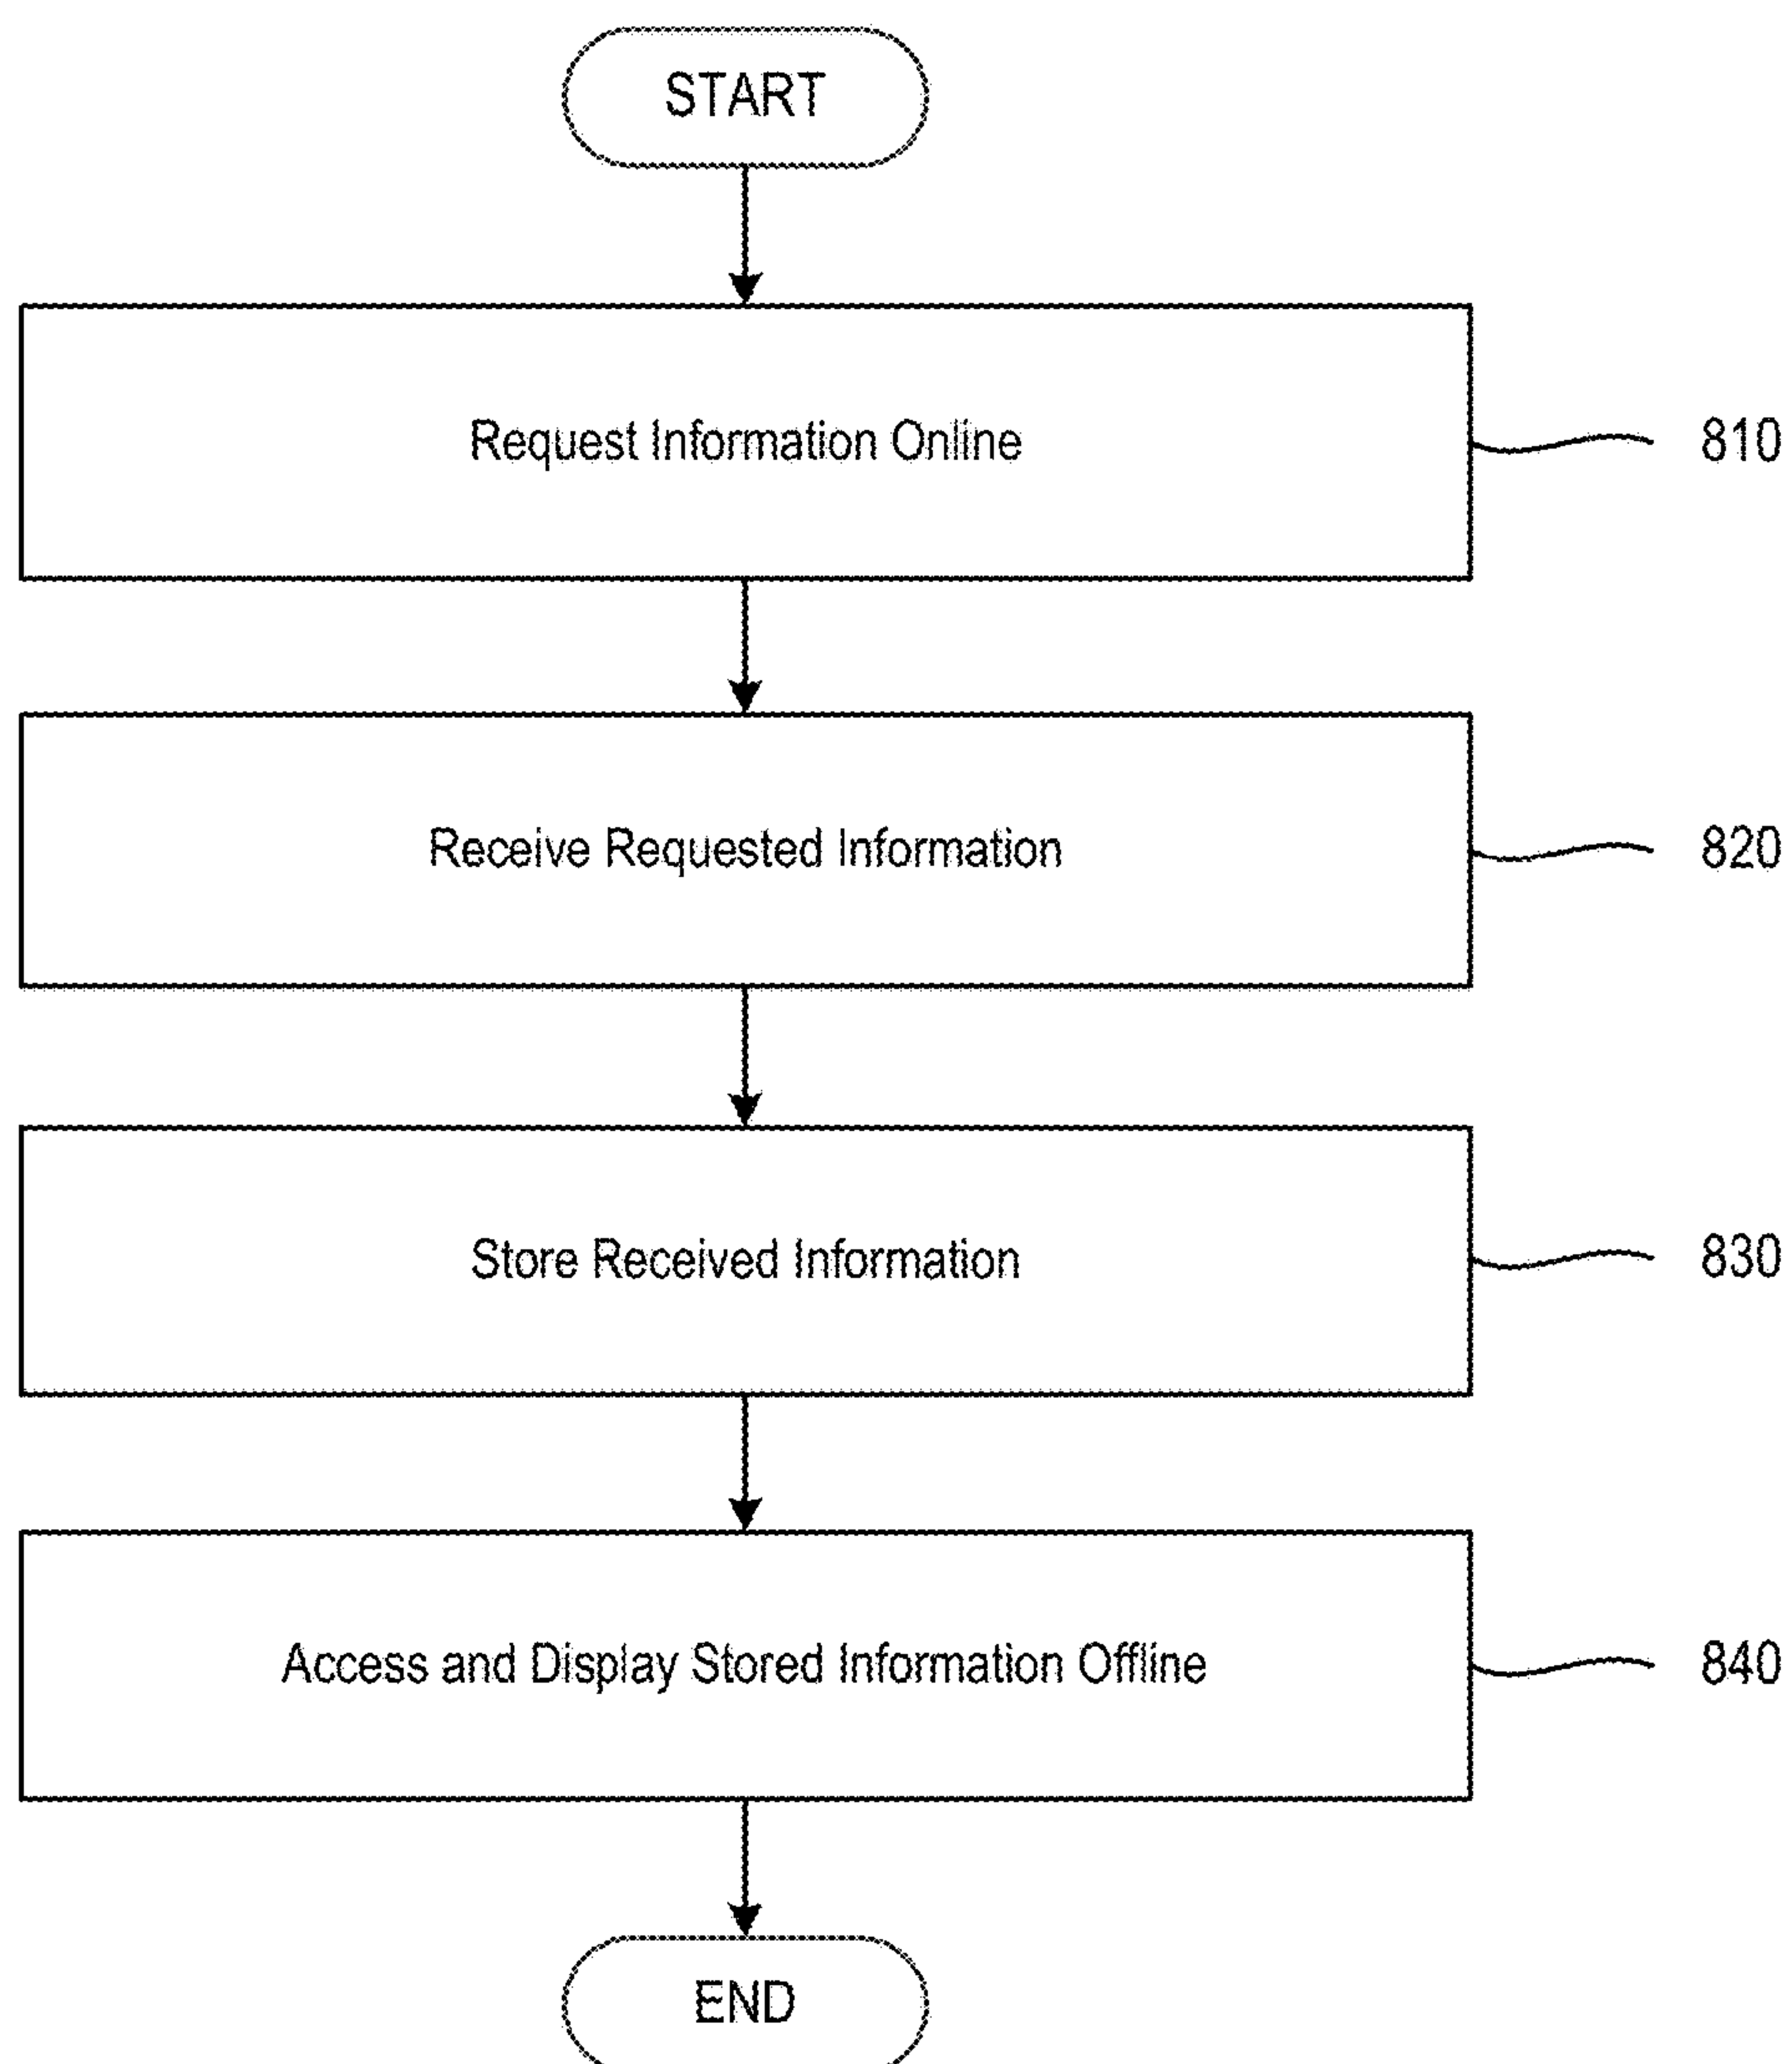 START
Request Information Online
810
Receive Requested Information
820
Store Received Information
830
Access and Display Stored Information Offline
840
END